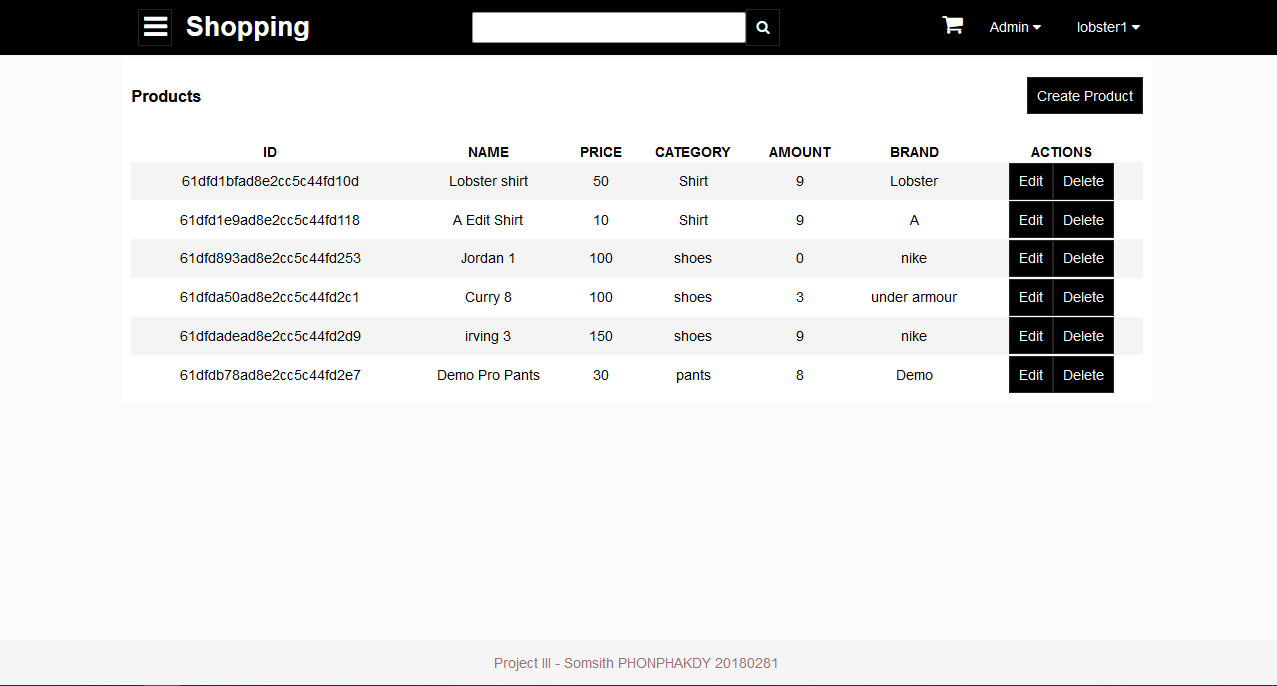 Shopping Admin lobster1
Products Create Product
ID NAME PRICE CATEGORY AMOUNT BRAND ACTIONS
61dfd1bfad8e2cc5c44fd10d Lobster shirt 50 Shirt 9 Lobster Edit Delete
61dfd1e9ad8e2cc5c44fd118 A Edit Shirt 10 Shirt 9 A Edit Delete
61dfd893ad8e2cc5c44fd253 Jordan 1 100 shoes 0 nike Edit Delete
61dfda50ad8e2cc5c44fd2c1 Curry 8 100 shoes 3 under armour Edit Delete
61dfdadead8e2cc5c44fd2d9 irving 3 150 shoes 9 nike Edit Delete
61dfdb78ad8e2cc5c44fd2e7 Demo Pro Pants 30 pants 8 Demo Edit Delete
Project III - Somsith PHONPHAKDY 20180281